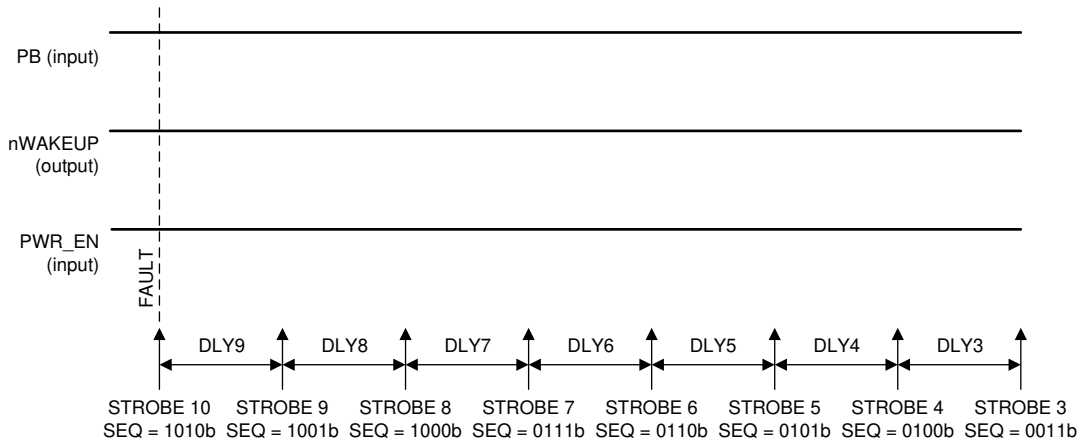 PB (input)
nWAKEUP
(output)
PWR_EN
(input)
FAULT
DLY9 DLY8 DLY7 DLY6 DLY5 DLY4 DLY3
STROBE 10 STROBE 9 STROBE 8 STROBE 7 STROBE 6 STROBE 5 STROBE 4 STROBE 3
SEQ = 1010b SEQ = 1001b SEQ = 1000b SEQ = 0111b SEQ = 0110b SEQ = 0101b SEQ = 0100b SEQ = 0011b